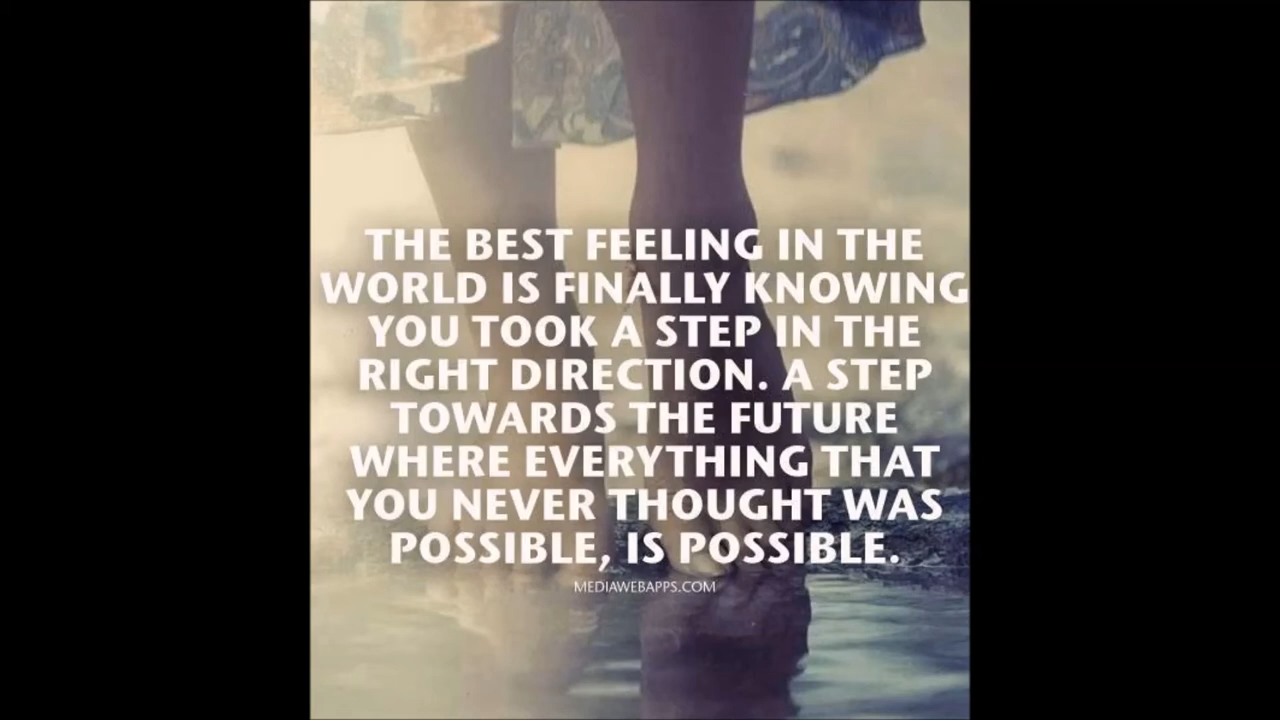 THE BEST FEELING IN THE
WORLD IS FINALLY KNOWING
YOU TOOK A STEP IN THE
RIGHT DIRECTION. A STEP
TOWARDS THE FUTURE
WHERE EVERYTHING THAT
YOU NEVER THOUGHT WAS
POSSIBLE, IS POSSIBLE.
MEDIAWEBAPPS.COM